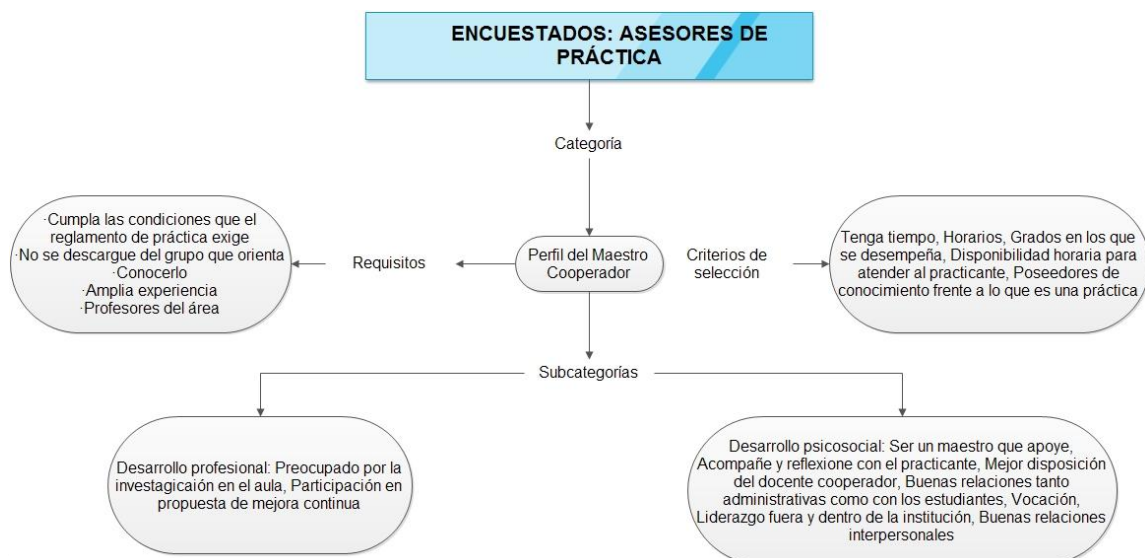 ENCUESTADOS: ASESORES DE
PRÁCTICA
Categoría
·Cumpla las condiciones que el
reglamento de práctica exige
·No se descargue del grupo que orienta
·Conocerlo
·Amplia experiencia
·Profesores del área
Requisitos
Perfil del Maestro
Cooperador
Criterios de
selección
Tenga tiempo, Horarios, Grados en los que
se desempeña, Disponibilidad horaria para
atender al practicante, Poseedores de
conocimiento frente a lo que es una práctica
Subcategorías
Desarrollo profesional: Preocupado por la
investagicaión en el aula, Participación en
propuesta de mejora continua
Desarrollo psicosocial: Ser un maestro que apoye,
Acompañe y reflexione con el practicante, Mejor disposición
del docente cooperador, Buenas relaciones tanto
administrativas como con los estudiantes, Vocación,
Liderazgo fuera y dentro de la institución, Buenas relaciones
interpersonales